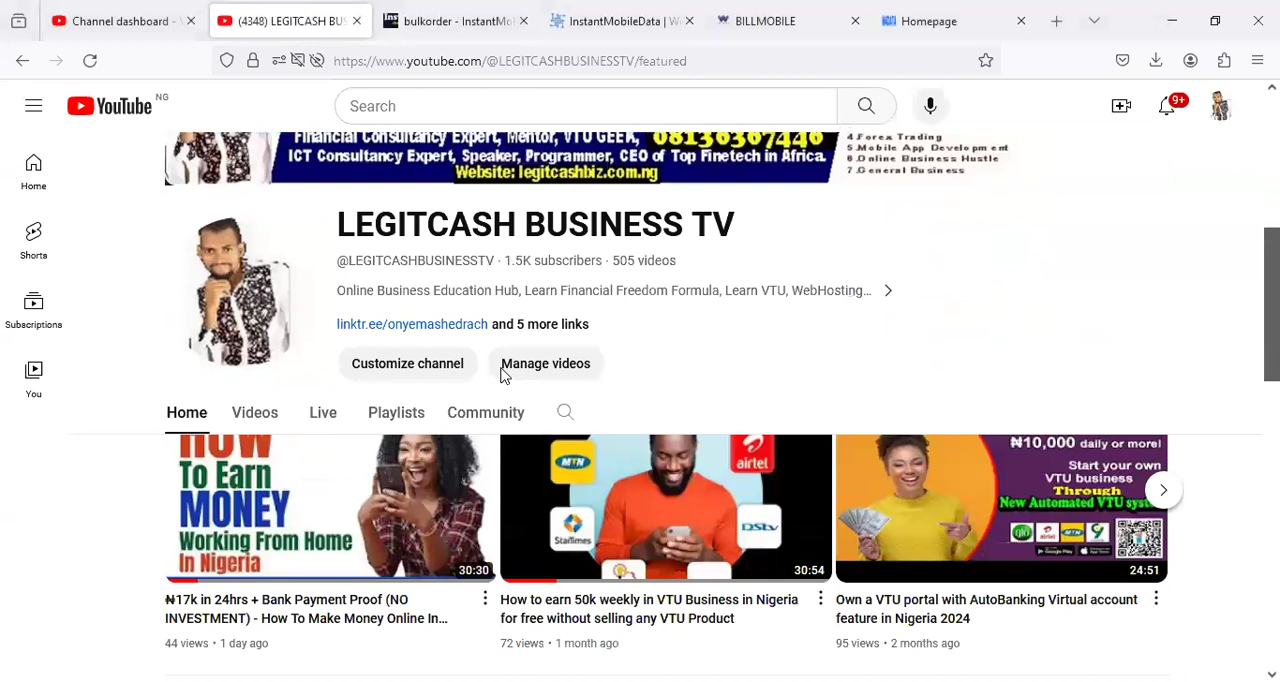 Channel dashboard -
(4348) LEGITCASH BUS
bulkorder - InstantMo
InstantMobileData | W
BILLMOBILE
Homepage
https://www.youtube.com/@LEGITCASHBUSINESSTV/featured
YouTube NG
Search
9+
Financial Consultancy Expert, Mentor, VTU GEEK, 08136367446
ICT Consultancy Expert, Speaker, Programmer, CEO of Top Finetech in Africa.
Website: legitcashbiz.com.ng
4.Forex Trading
5.Mobile App Development
6.Online Business Hustle
7.General Business
Home
Shorts
Subscriptions
You
LEGITCASH BUSINESS TV
@LEGITCASHBUSINESSTV · 1.5K subscribers · 505 videos
Online Business Education Hub, Learn Financial Freedom Formula, Learn VTU, WebHosting...
linktr.ee/onyemashedrach and 5 more links
Customize channel
Manage videos
Home
Videos
Live
Playlists
Community
HOW
To Earn
MONEY
Working From Home
In Nigeria
30:30
MTN
airtel
StarTimes
DStv
30:54
₦10,000 daily or more!
Start your own
VTU business
Through
New Automated VTU syste
glo
airtel
MTN
24:51
₦17k in 24hrs + Bank Payment Proof (NO
INVESTMENT) - How To Make Money Online In...
44 views · 1 day ago
How to earn 50k weekly in VTU Business in Nigeria
for free without selling any VTU Product
72 views · 1 month ago
Own a VTU portal with AutoBanking Virtual account
feature in Nigeria 2024
95 views · 2 months ago